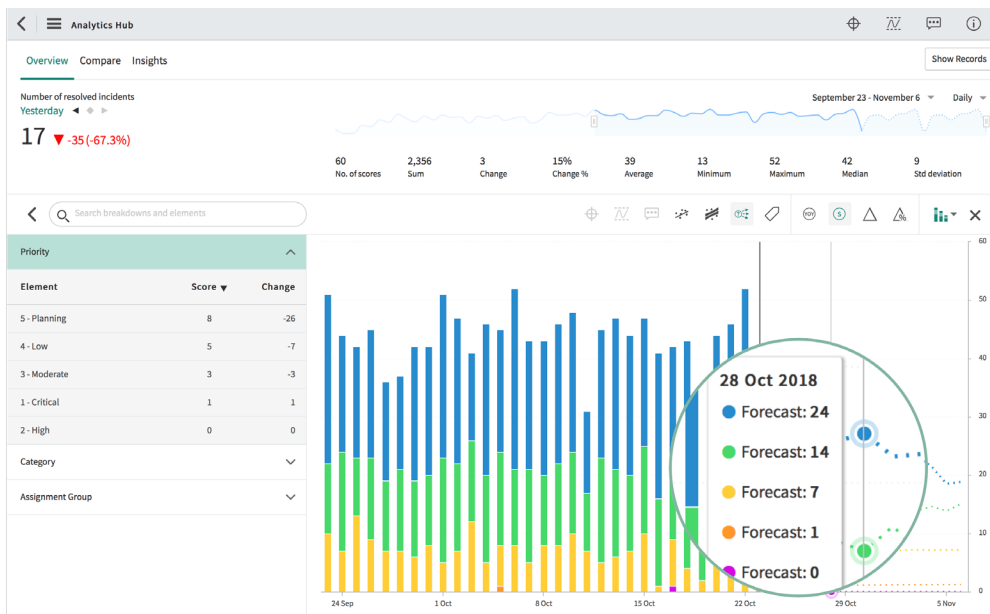 Analytics Hub
Overview Compare Insights
Show Records
Number of resolved incidents
September 23 - November 6 Daily
Yesterday
17 -35 (-67.3%)
60 2,356 3 15% 39 13 52 42 9
No. of scores Sum Change Change % Average Minimum Maximum Median Std deviation
Search breakdowns and elements
YOY S %
Priority
Element Score Change
5 - Planning 8 -26
4 - Low 5 -7
3 - Moderate 3 -3
1 - Critical 1 1
2 - High 0 0
Category
Assignment Group
60
50
40
30
20
10
0
28 Oct 2018
Forecast: 24
Forecast: 14
Forecast: 7
Forecast: 1
Forecast: 0
24 Sep 1 Oct 8 Oct 15 Oct 22 Oct 29 Oct 5 Nov